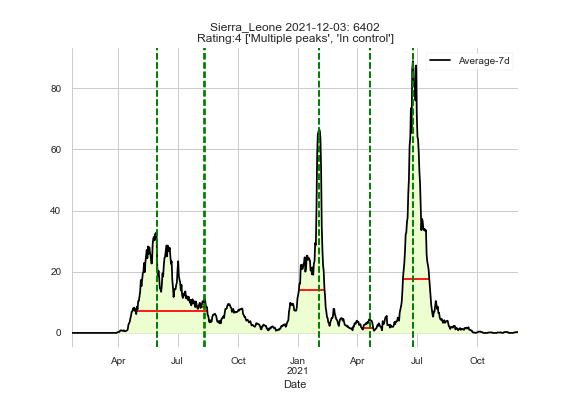 Sierra_Leone 2021-12-03: 6402
Rating:4 ['Multiple peaks', 'In control']
Average-7d
80
60
40
20
0
Apr
Jul
Oct
Jan
2021
Apr
Jul
Oct
Date